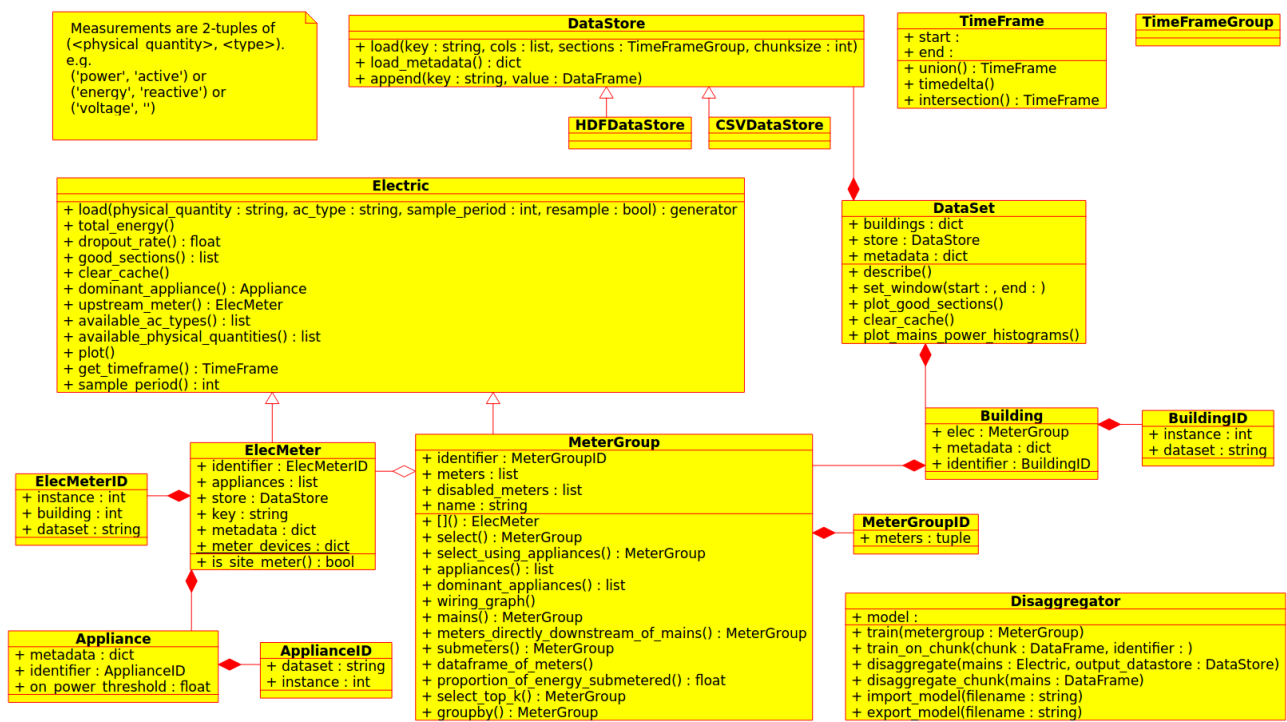 Measurements are 2-tuples of
(<physical_quantity>, <type>).
e.g.
('power', 'active') or
('energy', 'reactive') or
('voltage', '')
DataStore
+ load(key : string, cols : list, sections : TimeFrameGroup, chunksize : int)
+ load_metadata() : dict
+ append(key : string, value : DataFrame)
TimeFrame
+ start :
+ end :
+ union() : TimeFrame
+ timedelta()
+ intersection() : TimeFrame
TimeFrameGroup
HDFDataStore
CSVDataStore
Electric
+ load(physical_quantity : string, ac_type : string, sample_period : int, resample : bool) : generator
+ total_energy()
+ dropout_rate() : float
+ good_sections() : list
+ clear_cache()
+ dominant_appliance() : Appliance
+ upstream_meter() : ElecMeter
+ available_ac_types() : list
+ available_physical_quantities() : list
+ plot()
+ get_timeframe() : TimeFrame
+ sample_period() : int
DataSet
+ buildings : dict
+ store : DataStore
+ metadata : dict
+ describe()
+ set_window(start : , end : )
+ plot_good_sections()
+ clear_cache()
+ plot_mains_power_histograms()
ElecMeterID
+ instance : int
+ building : int
+ dataset : string
ElecMeter
+ identifier : ElecMeterID
+ appliances : list
+ store : DataStore
+ key : string
+ metadata : dict
+ meter_devices : dict
+ is_site_meter() : bool
MeterGroup
+ identifier : MeterGroupID
+ meters : list
+ disabled_meters : list
+ name : string
+ []() : ElecMeter
+ select() : MeterGroup
+ select_using_appliances() : MeterGroup
+ appliances() : list
+ dominant_appliances() : list
+ wiring_graph()
+ mains() : MeterGroup
+ meters_directly_downstream_of_mains() : MeterGroup
+ submeters() : MeterGroup
+ dataframe_of_meters()
+ proportion_of_energy_submetered() : float
+ select_top_k() : MeterGroup
+ groupby() : MeterGroup
Building
+ elec : MeterGroup
+ metadata : dict
+ identifier : BuildingID
BuildingID
+ instance : int
+ dataset : string
MeterGroupID
+ meters : tuple
Appliance
+ metadata : dict
+ identifier : ApplianceID
+ on_power_threshold : float
ApplianceID
+ dataset : string
+ instance : int
Disaggregator
+ model :
+ train(metergroup : MeterGroup)
+ train_on_chunk(chunk : DataFrame, identifier : )
+ disaggregate(mains : Electric, output_datastore : DataStore)
+ disaggregate_chunk(mains : DataFrame)
+ import_model(filename : string)
+ export_model(filename : string)